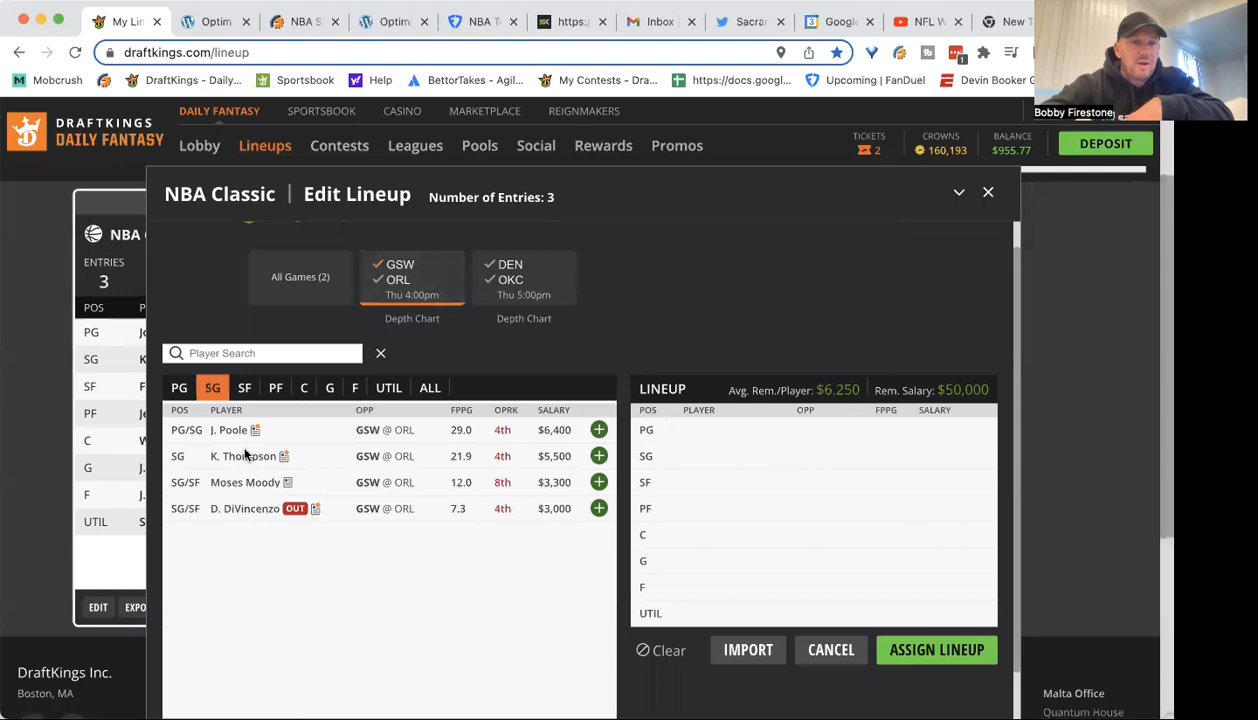 My Lin
Optim
NBA S
Optim
NBA T
https:
Inbox
Sacran
Googl
NFL W
New T
draftkings.com/lineup
1
Mobcrush
DraftKings - Daily...
Sportsbook
Help
BettorTakes - Agil...
My Contests - Dra...
https://docs.googl...
Upcoming | FanDuel
Devin Booker G
Bobby Firestone
DRAFTKINGS
DAILY FANTASY
DAILY FANTASY
SPORTSBOOK
CASINO
MARKETPLACE
REIGNMAKERS
Lobby
Lineups
Contests
Leagues
Pools
Social
Rewards
Promos
TICKETS
2
CROWNS
160,193
BALANCE
$955.77
DEPOSIT
NBA Classic | Edit Lineup Number of Entries: 3
NBA
ENTRIES
3
POS P
PG
SG
SF
PF
C
G J.
F J.
UTIL S
EDIT EXPO
All Games (2)
GSW
ORL
Thu 4:00pm
Depth Chart
DEN
OKC
Thu 5:00pm
Depth Chart
Player Search
PG SG SF PF C G F UTIL ALL
POS PLAYER OPP FPPG OPRK SALARY
PG/SG J. Poole GSW @ ORL 29.0 4th $6,400
SG K. Thompson GSW @ ORL 21.9 4th $5,500
SG/SF Moses Moody GSW @ ORL 12.0 8th $3,300
SG/SF D. DiVincenzo OUT GSW @ ORL 7.3 4th $3,000
LINEUP Avg. Rem./Player: $6,250 Rem. Salary: $50,000
POS PLAYER OPP FPPG SALARY
PG
SG
SF
PF
C
G
F
UTIL
Clear IMPORT CANCEL ASSIGN LINEUP
DraftKings Inc.
Boston, MA
Malta Office
Quantum House